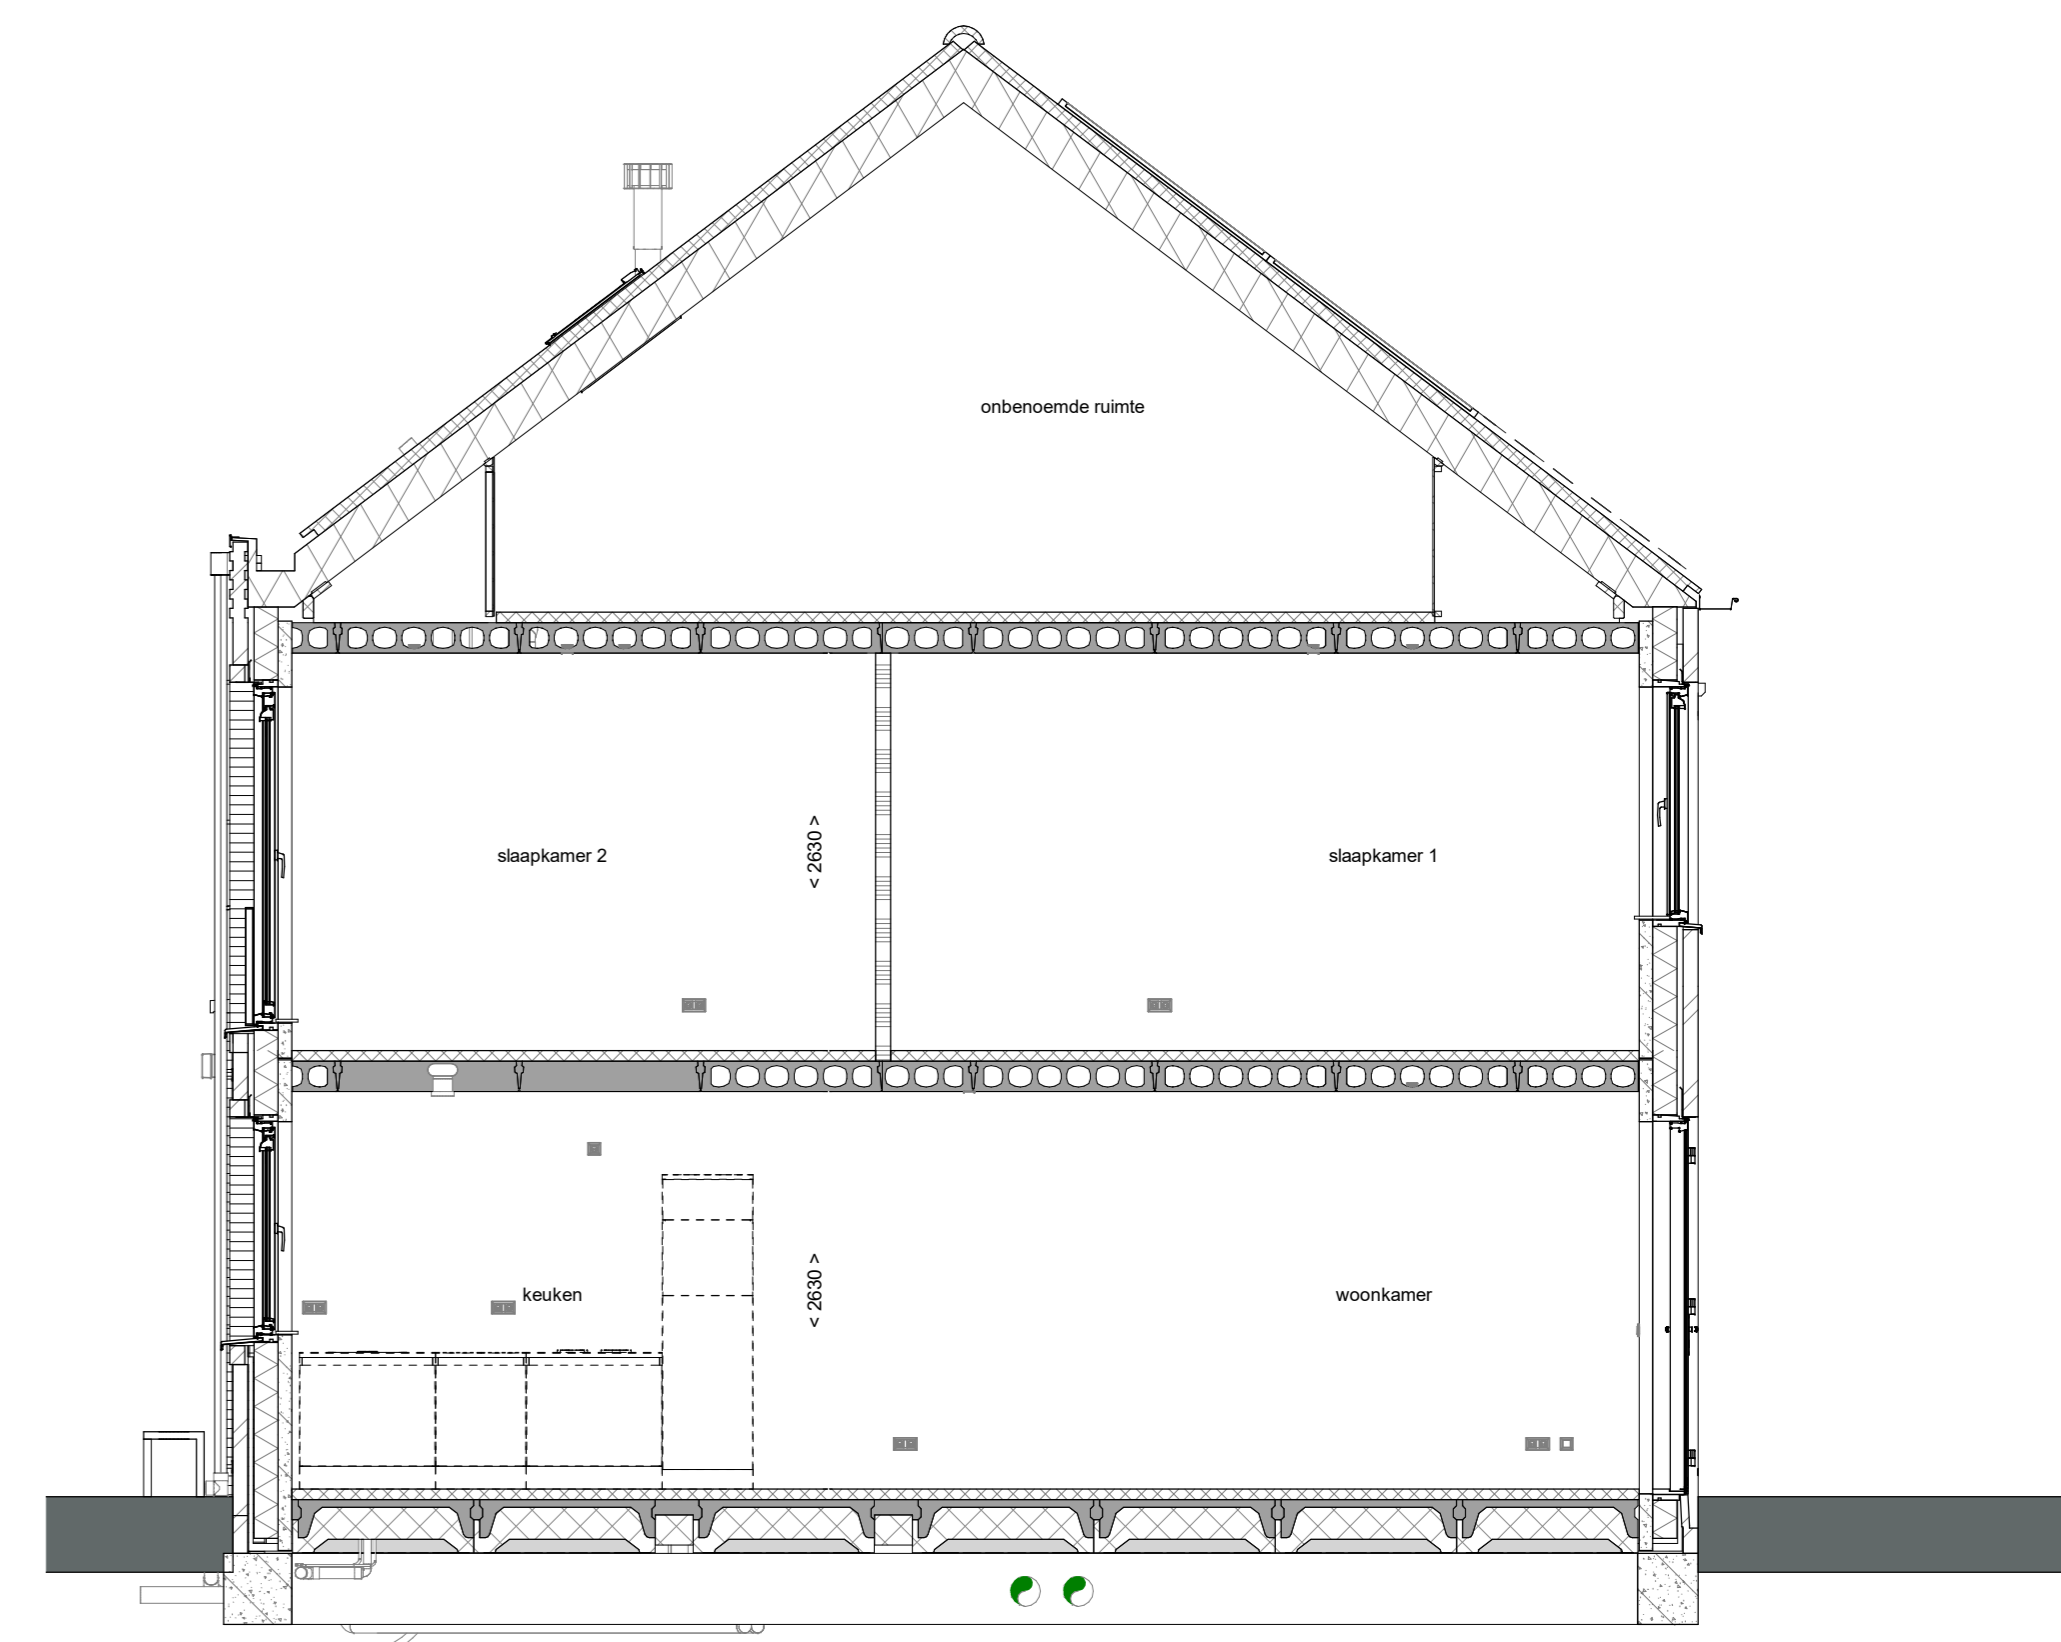 onbenoemde ruimte
slaapkamer 2
< 2630 >
slaapkamer 1
keuken
< 2630 >
woonkamer